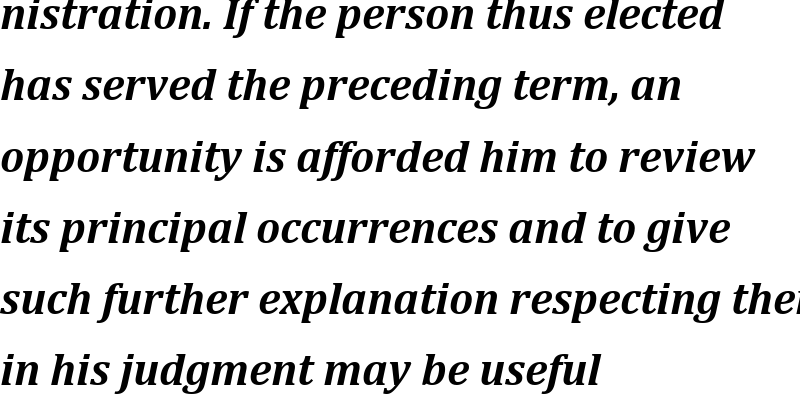 nistration. If the person thus elected
has served the preceding term, an
opportunity is afforded him to review
its principal occurrences and to give
such further explanation respecting
in his judgment may be useful